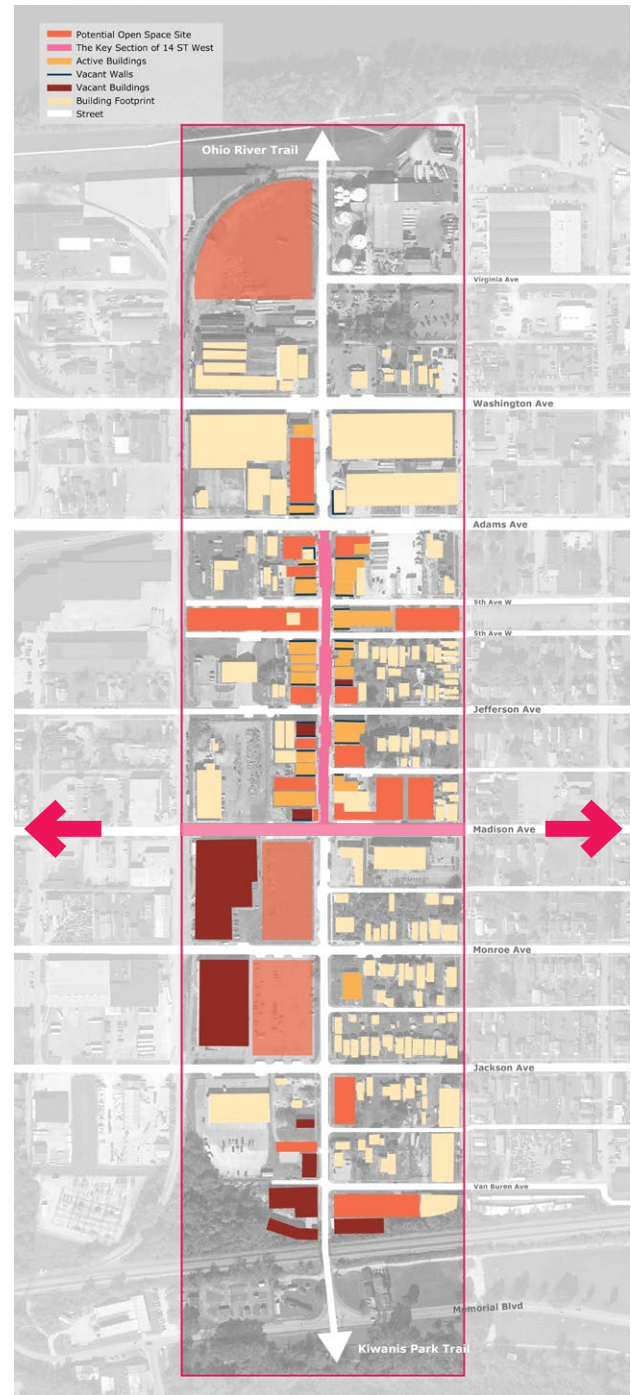 Potential Open Space Site
The Key Section of 14 ST West
Active Buildings
Vacant Walls
Vacant Buildings
Building Footprint
Street
Ohio River Trail
Virginia Ave
Washington Ave
Adams Ave
5th Ave W
5th Ave W
Jefferson Ave
Madison Ave
Monroe Ave
Jackson Ave
Van Buren Ave
Memorial Blvd
Kiwanis Park Trail